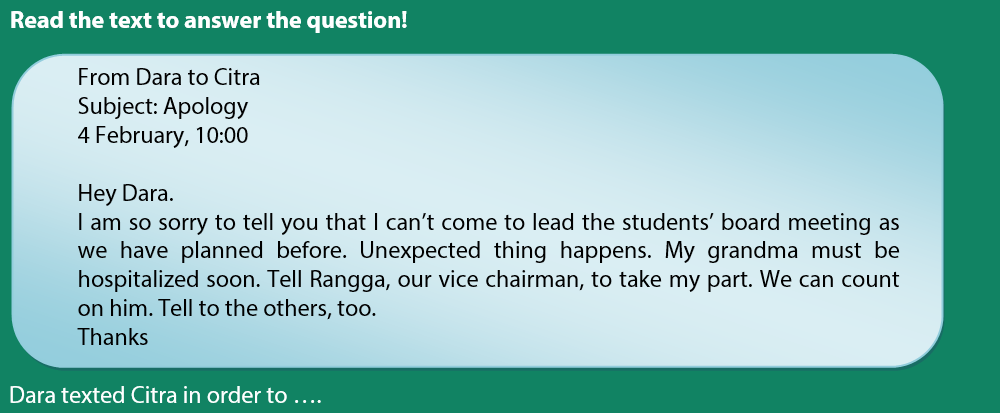 Read the text to answer the question!
From Dara to Citra
Subject: Apology
4 February, 10:00
Hey Dara.
I am so sorry to tell you that I can’t come to lead the students’ board meeting as
we have planned before. Unexpected thing happens. My grandma must be
hospitalized soon. Tell Rangga, our vice chairman, to take my part. We can count
on him. Tell to the others, too.
Thanks
Dara texted Citra in order to ….